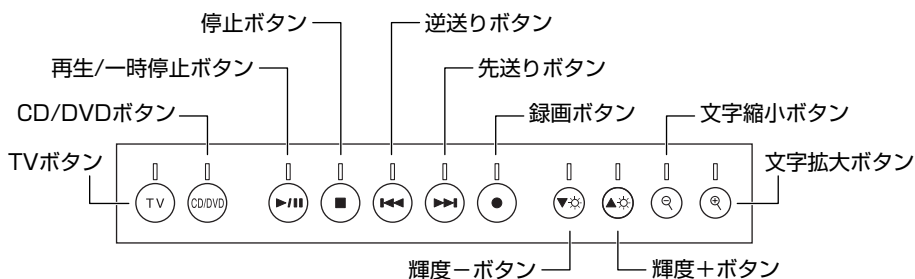 停止ボタン 逆送りボタン
再生/一時停止ボタン 先送りボタン
CD/DVDボタン 録画ボタン 文字縮小ボタン
TVボタン 文字拡大ボタン
TV CD/DVD
輝度－ボタン 輝度＋ボタン